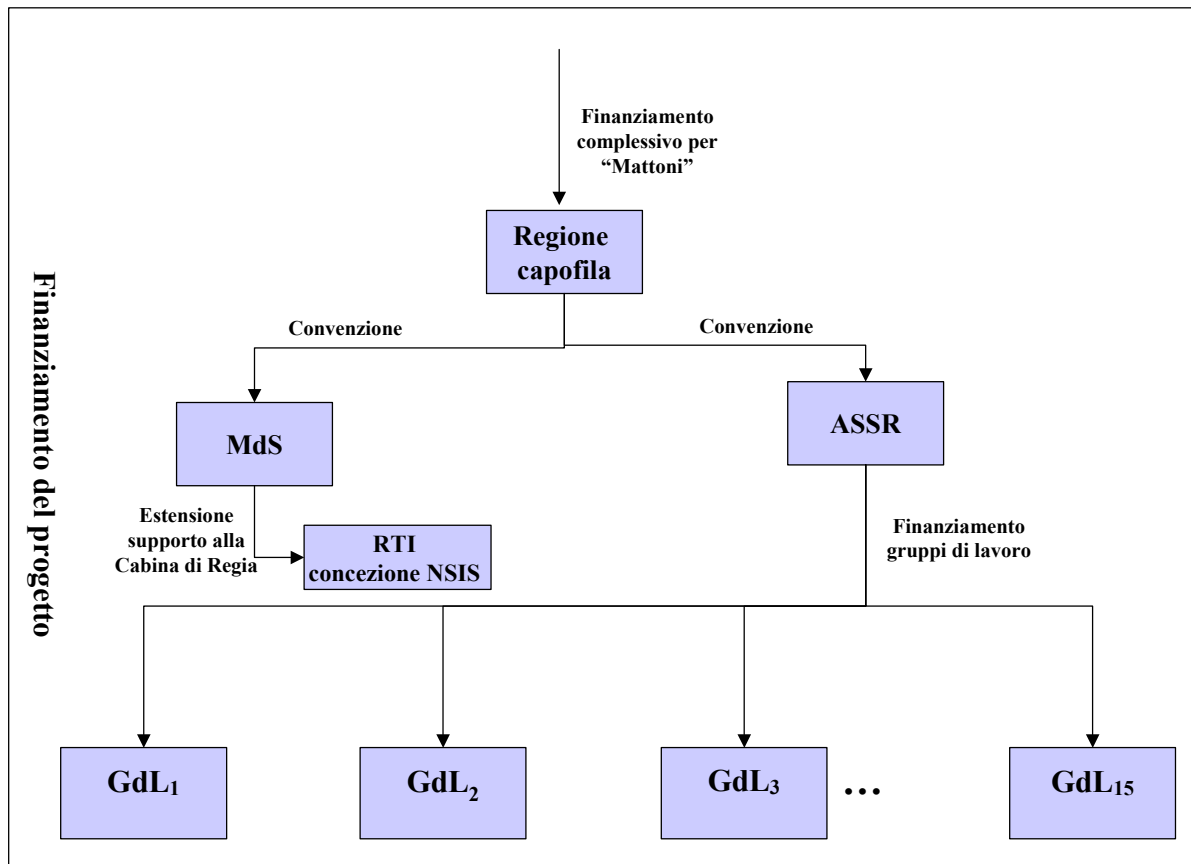 Finanziamento del progetto
Finanziamento
complessivo per
“Mattoni”
Regione
capofila
Convenzione
Convenzione
MdS
ASSR
Estensione
supporto alla
Cabina di Regia
RTI
concezione NSIS
Finanziamento
gruppi di lavoro
GdL1
GdL2
GdL3
...
GdL15